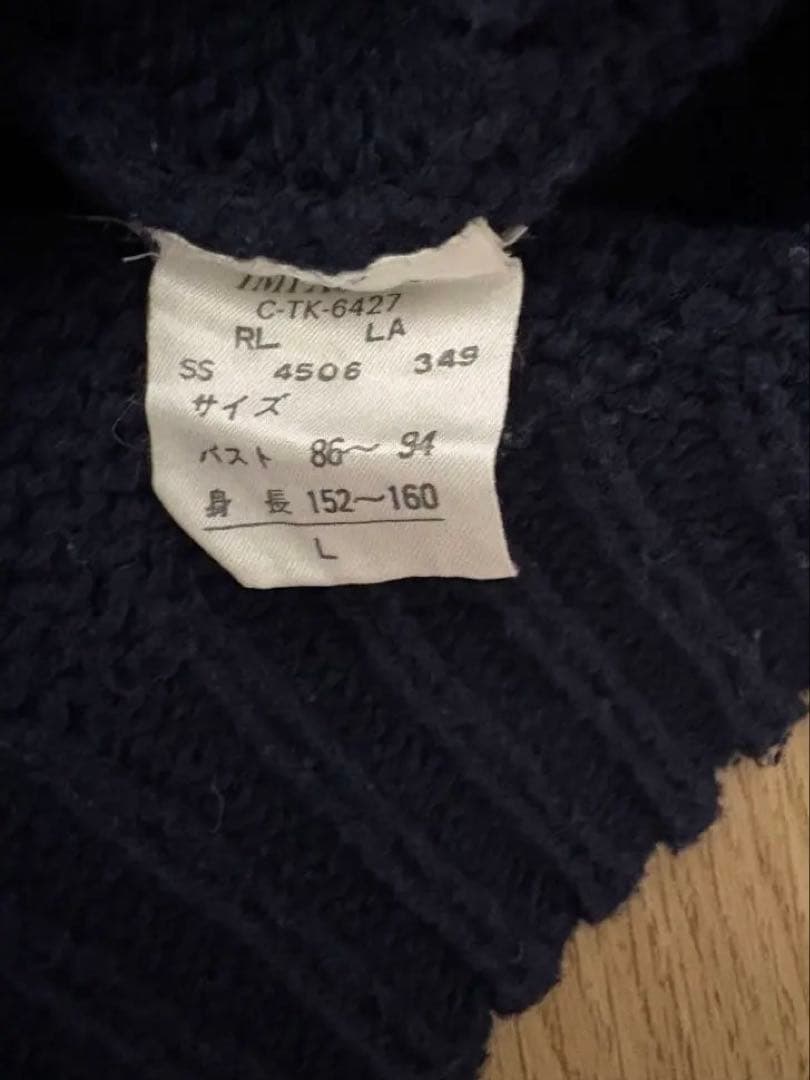 C-TK-6427
RL LA
SS 4506 349
サイズ
バスト 86～94
身長 152～160
L